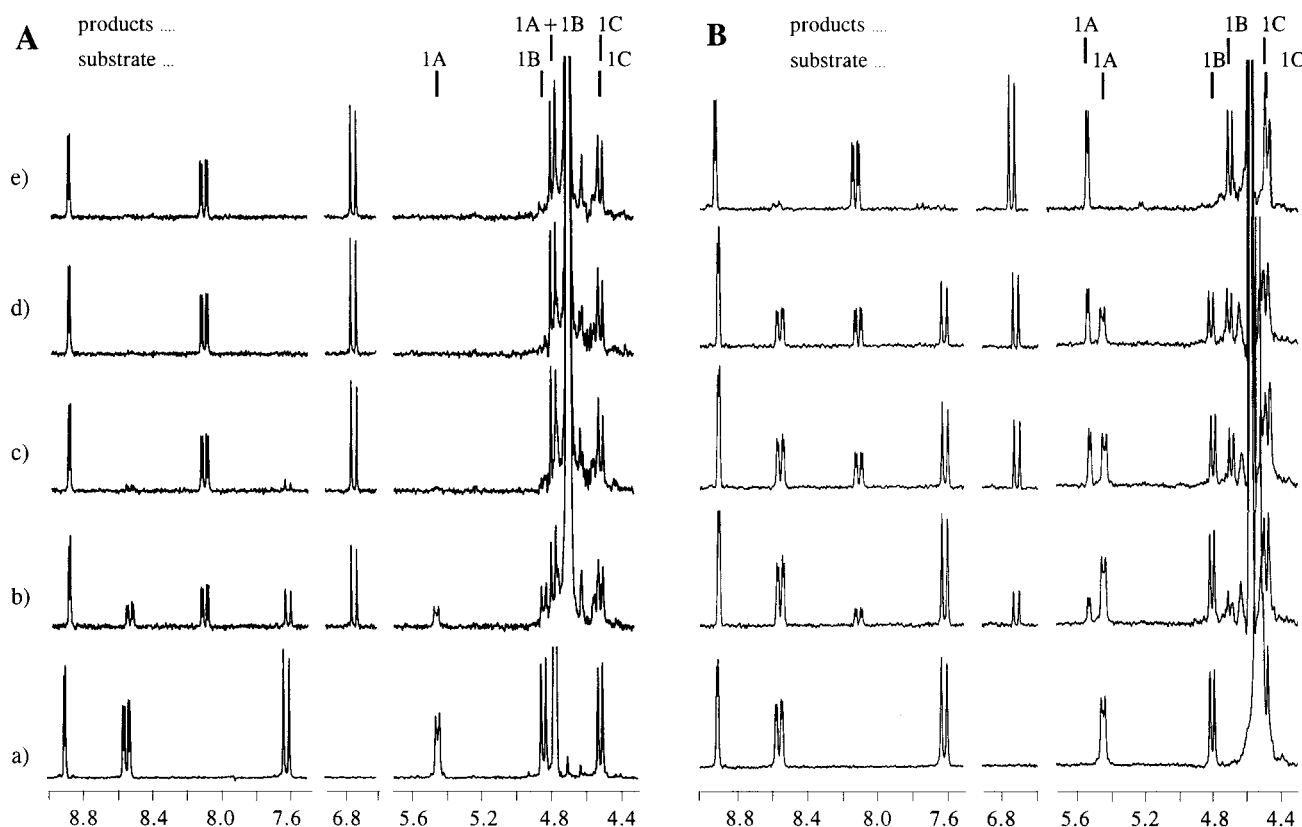 A
products .... 1A + 1B 1C
substrate ... 1A 1B 1C
e)
d)
c)
b)
a)
8.8 8.4 8.0 7.6 6.8 5.6 5.2 4.8 4.4
B
products .... 1A 1B 1C
substrate ... 1A 1B 1C
8.8 8.4 8.0 7.6 6.8 5.6 5.2 4.8 4.4